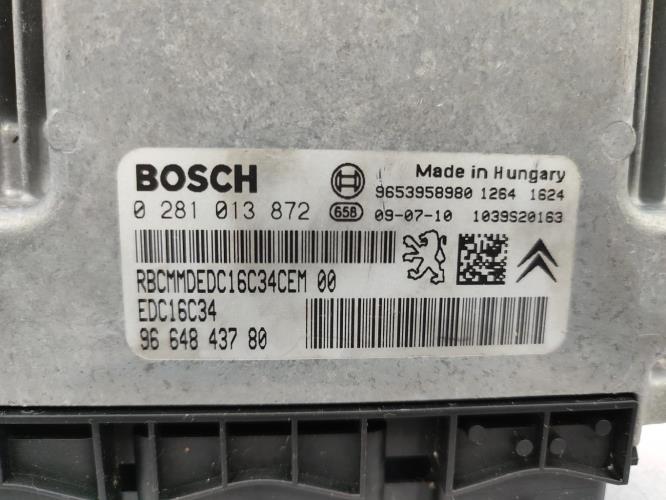 BOSCH
Made in Hungary
9653958980 1264 1624
0 281 013 872 658 09-07-10 1039S20163
RBCMMDEDC16C34CEM 00
EDC16C34
96 648 437 80